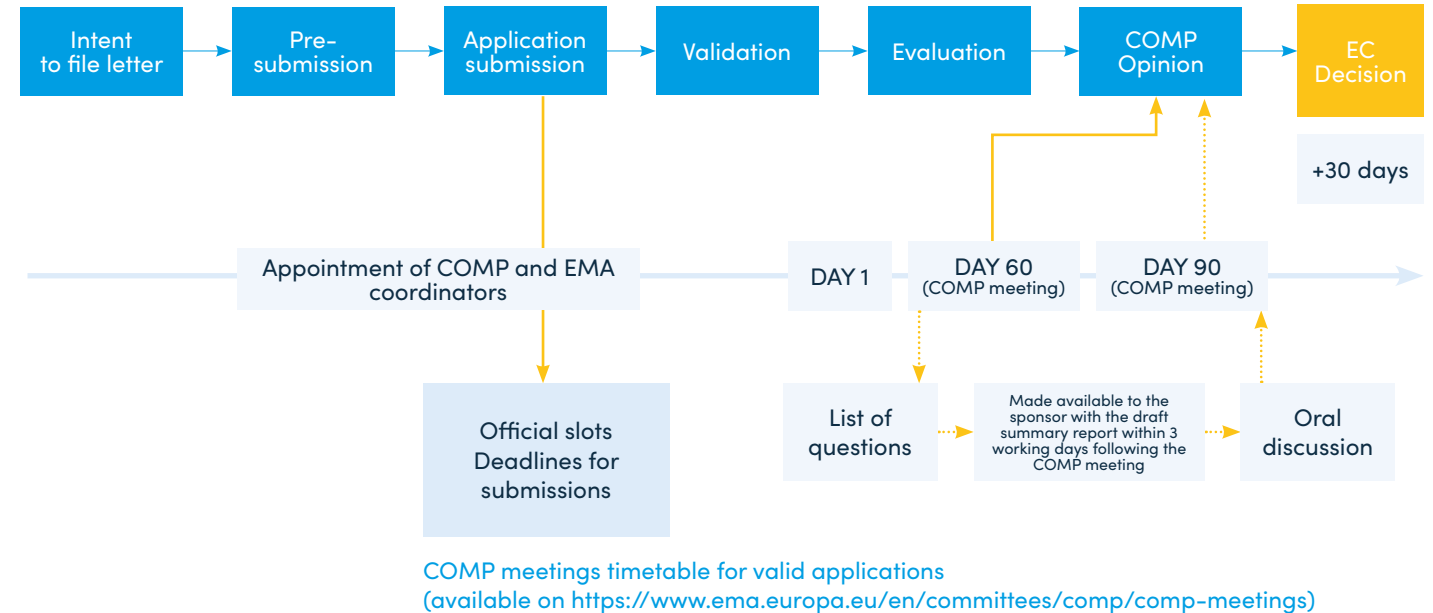 Intent
to file letter
Pre-
submission
Application
submission
Validation
Evaluation
COMP
Opinion
EC
Decision
+30 days
Appointment of COMP and EMA
coordinators
DAY 1
DAY 60
(COMP meeting)
DAY 90
(COMP meeting)
Official slots
Deadlines for
submissions
List of
questions
Made available to the
sponsor with the draft
summary report within 3
working days following the
COMP meeting
Oral
discussion
COMP meetings timetable for valid applications
(available on https://www.ema.europa.eu/en/committees/comp/comp-meetings)